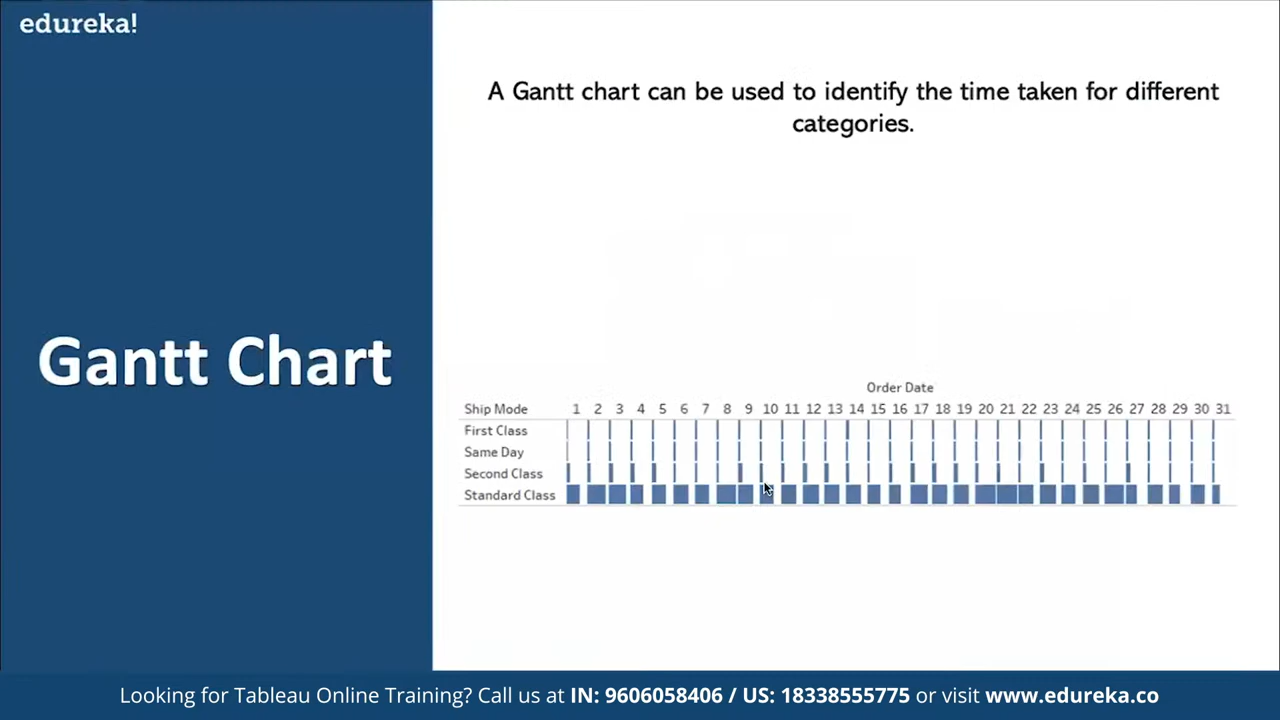 edureka!
A Gantt chart can be used to identify the time taken for different
categories.
Gantt Chart
Order Date
Ship Mode 1 2 3 4 5 6 7 8 9 10 11 12 13 14 15 16 17 18 19 20 21 22 23 24 25 26 27 28 29 30 31
First Class
Same Day
Second Class
Standard Class
Looking for Tableau Online Training? Call us at IN: 9606058406 / US: 18338555775 or visit www.edureka.co